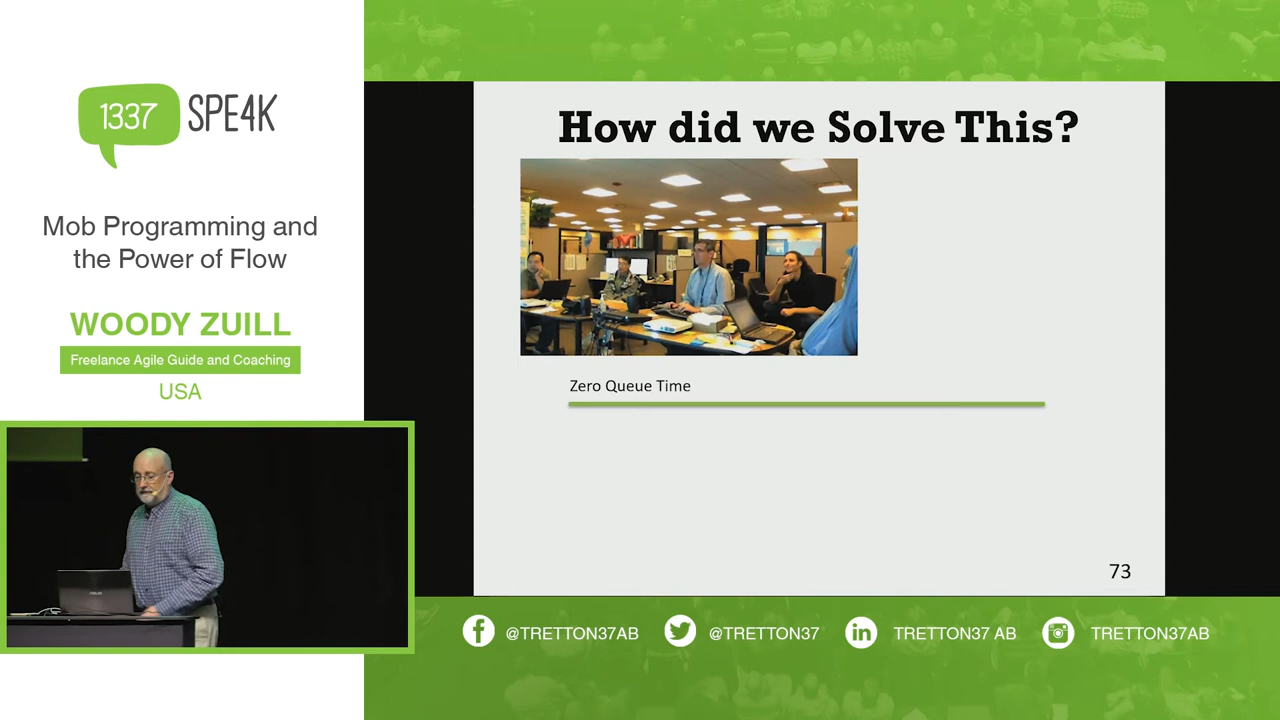 1337 SPE4K
Mob Programming and
the Power of Flow
WOODY ZUILL
Freelance Agile Guide and Coaching
USA
How did we Solve This?
Zero Queue Time
73
@TRETTON37AB
@TRETTON37
TRETTON37 AB
TRETTON37AB